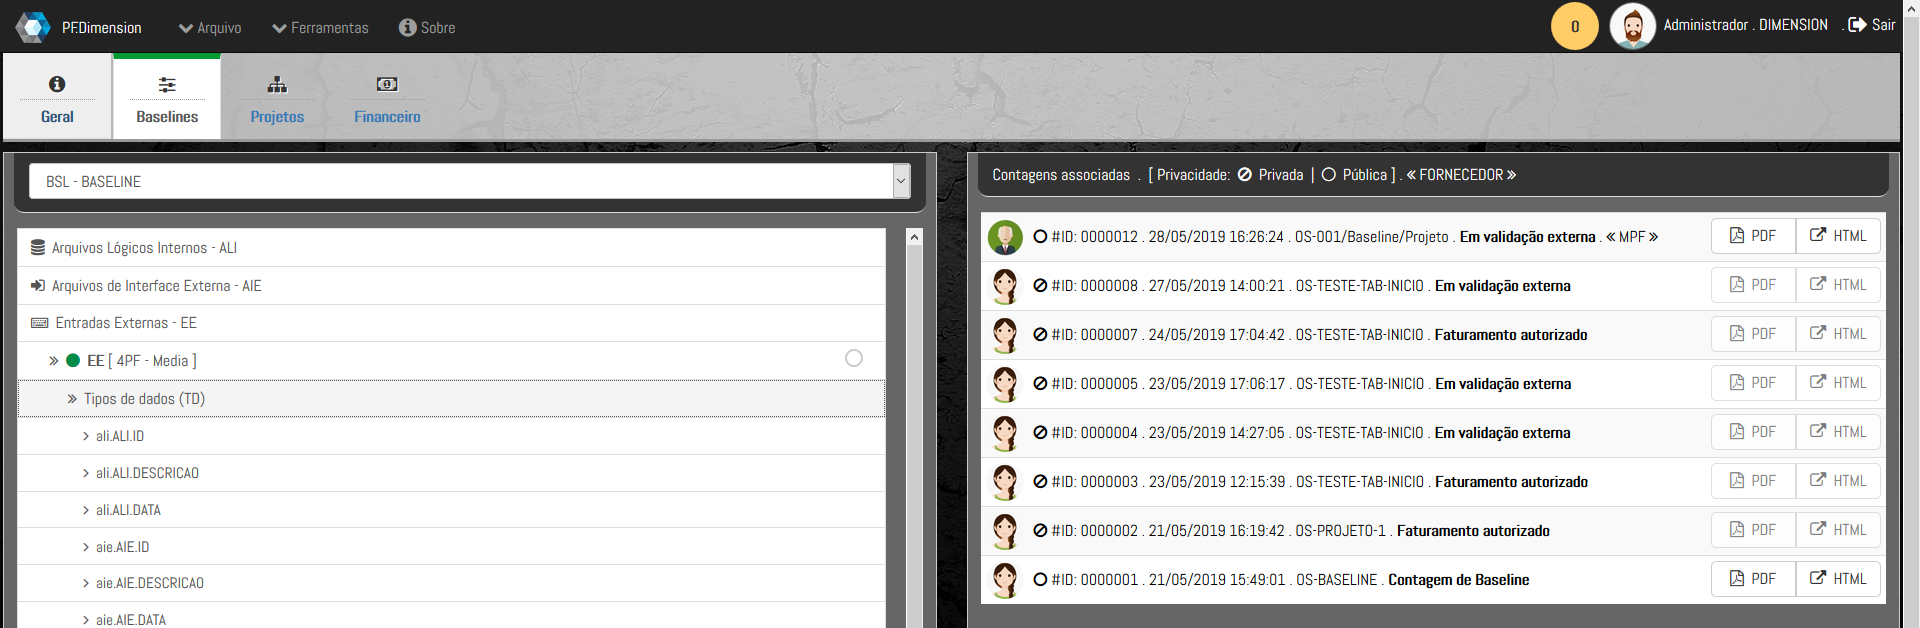 PFDimension Arquivo Ferramentas Sobre 0 Administrador . DIMENSION . Sair
Geral Baselines Projetos Financeiro
BSL - BASELINE
Arquivos Lógicos Internos - ALI
Arquivos de Interface Externa - AIE
Entradas Externas - EE
» EE [ 4PF - Media ]
» Tipos de dados (TD)
> ali.ALI.ID
> ali.ALI.DESCRICAO
> ali.ALI.DATA
> aie.AIE.ID
> aie.AIE.DESCRICAO
> aie.AIE.DATA
Contagens associadas . [ Privacidade: Privada | Pública ] . « FORNECEDOR »
#ID: 0000012 . 28/05/2019 16:26:24 . OS-001/Baseline/Projeto . Em validação externa . « MPF » PDF HTML
#ID: 0000008 . 27/05/2019 14:00:21 . OS-TESTE-TAB-INICIO . Em validação externa PDF HTML
#ID: 0000007 . 24/05/2019 17:04:42 . OS-TESTE-TAB-INICIO . Faturamento autorizado PDF HTML
#ID: 0000005 . 23/05/2019 17:06:17 . OS-TESTE-TAB-INICIO . Em validação externa PDF HTML
#ID: 0000004 . 23/05/2019 14:27:05 . OS-TESTE-TAB-INICIO . Em validação externa PDF HTML
#ID: 0000003 . 23/05/2019 12:15:39 . OS-TESTE-TAB-INICIO . Faturamento autorizado PDF HTML
#ID: 0000002 . 21/05/2019 16:19:42 . OS-PROJETO-1 . Faturamento autorizado PDF HTML
#ID: 0000001 . 21/05/2019 15:49:01 . OS-BASELINE . Contagem de Baseline PDF HTML